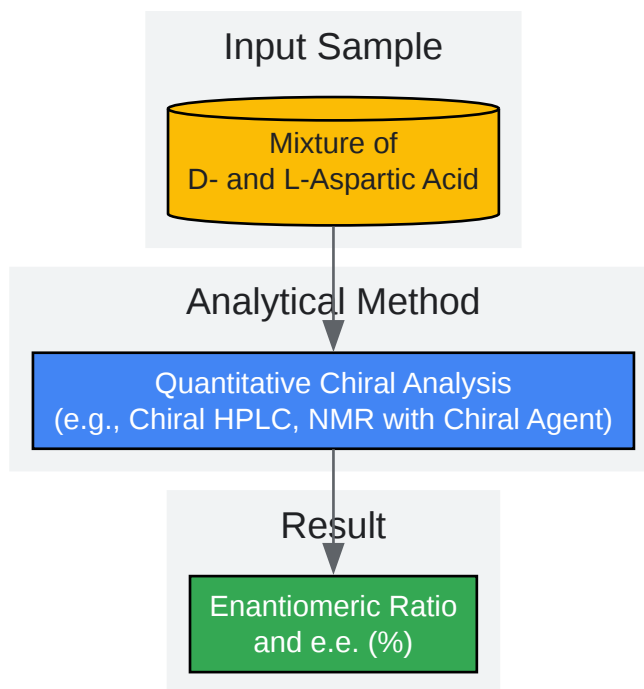 Input Sample
Mixture of
D- and L-Aspartic Acid
Analytical Method
Quantitative Chiral Analysis
(e.g., Chiral HPLC, NMR with Chiral Agent)
Result
Enantiomeric Ratio
and e.e. (%)